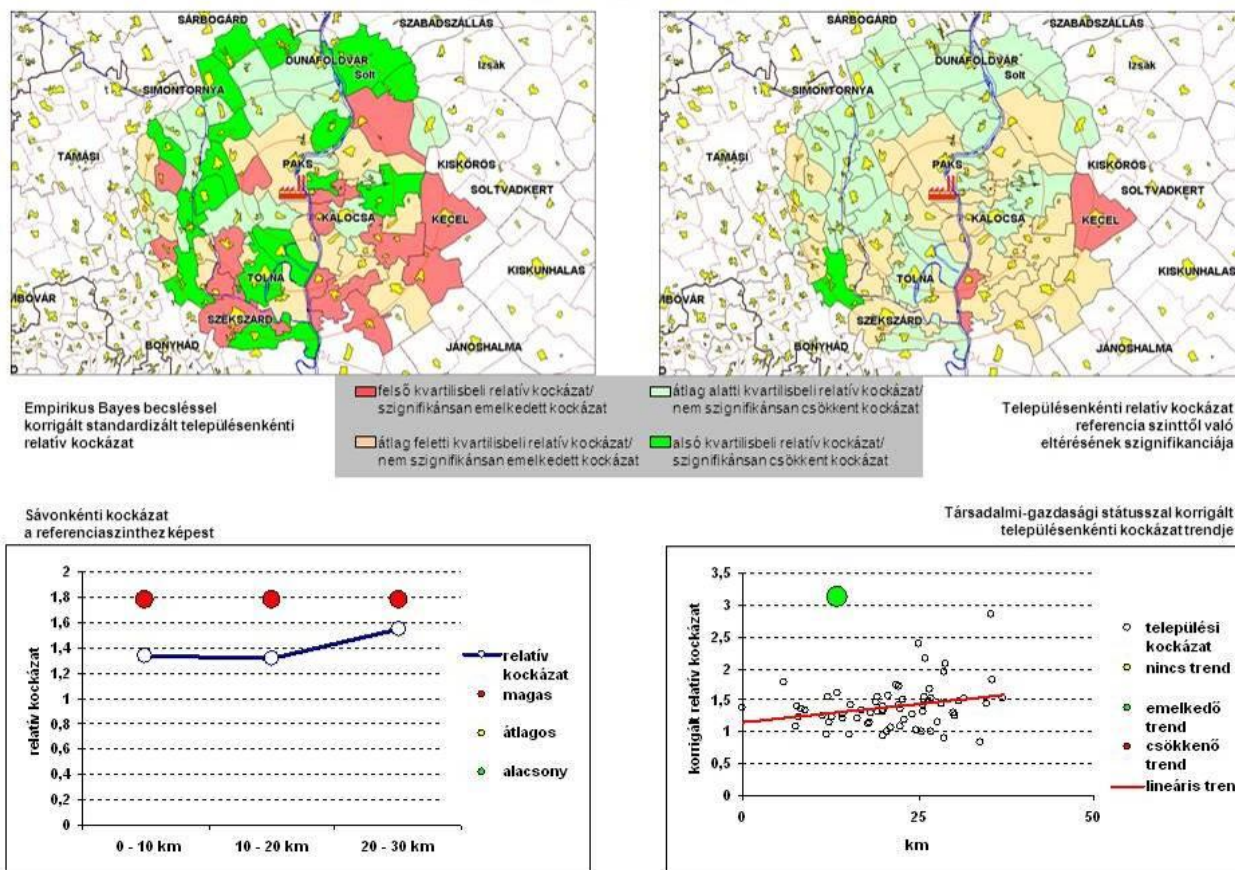 SÁRBOGÁRD
SZABADSZÁLLÁS
DUNAFÖLDVÁR
Solt
Izsák
SIMONTORNYA
TAMÁSI
PAKS
KISKŐRÖS
SOLTVADKERT
KALOCSA
KECEL
TOLNA
KISKUNHALAS
MBOVÁR
SZEKSZÁRD
BONYHÁD
JÁNOSHALMA
SÁRBOGÁRD
SZABADSZÁLLÁS
DUNAFÖLDVÁR
Solt
Izsák
SIMONTORNYA
TAMÁSI
PAKS
KISKŐRÖS
SOLTVADKERT
KALOCSA
KECEL
TOLNA
KISKUNHALAS
MBOVÁR
SZEKSZÁRD
BONYHÁD
JÁNOSHALMA
Empirikus Bayes becsléssel
korrigált standardizált településenkénti
relatív kockázat
felső kvartilisbeli relatív kockázat/
szignifikánsan emelkedett kockázat
átlag alatti kvartilisbeli relatív kockázat/
nem szignifikánsan csökkent kockázat
átlag feletti kvartilisbeli relatív kockázat/
nem szignifikánsan emelkedett kockázat
alsó kvartilisbeli relatív kockázat/
szignifikánsan csökkent kockázat
Településenkénti relatív kockázat
referencia szinttől való
eltérésének szignifikanciája
Sávonkénti kockázat
a referenciaszinthez képest
relatív kockázat
2
1,8
1,6
1,4
1,2
1
0,8
0,6
0,4
0,2
0
0 - 10 km
10 - 20 km
20 - 30 km
relatív
kockázat
magas
átlagos
alacsony
Társadalmi-gazdasági státusszal korrigált
településenkénti kockázat trendje
korrigált relatív kockázat
3,5
3
2,5
2
1,5
1
0,5
0
0
25
50
km
települési
kockázat
nincs trend
emelkedő
trend
csökkenő
trend
lineáris tren